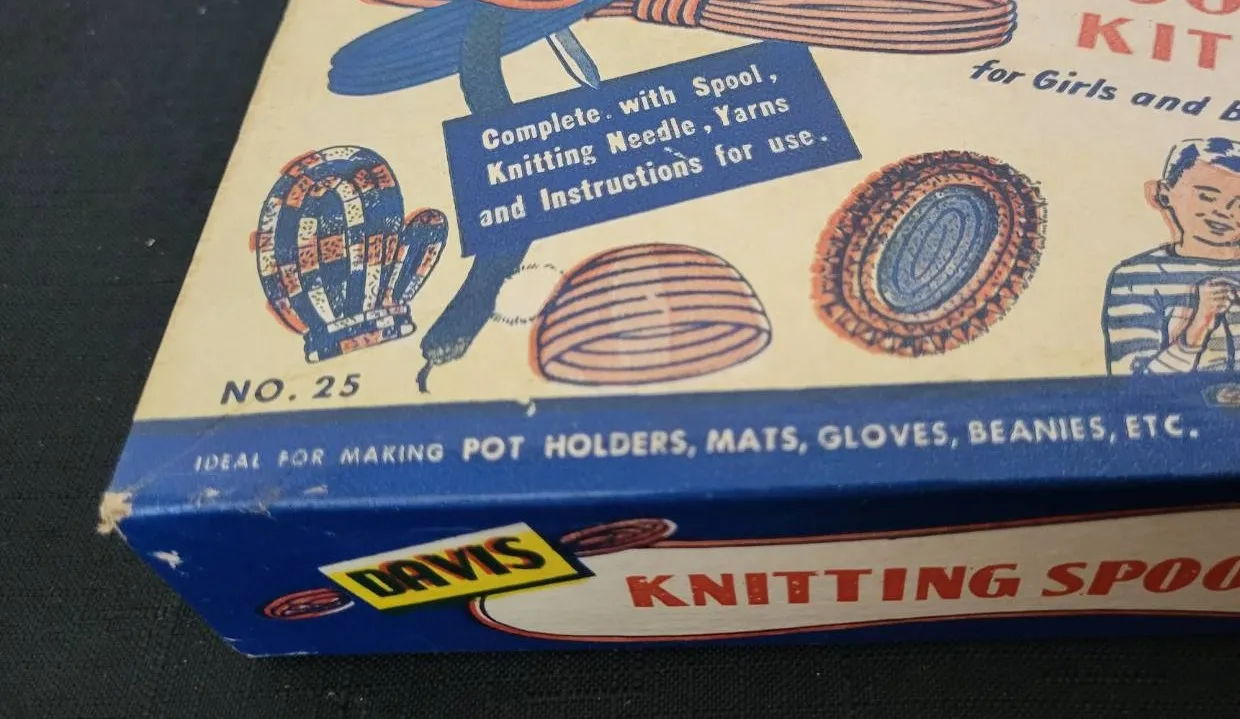 KIT
for Girls and B
Complete with Spool,
Knitting Needle, Yarns
and Instructions for use.
NO. 25
IDEAL FOR MAKING POT HOLDERS, MATS, GLOVES, BEANIES, ETC.
DAVIS
KNITTING SPOO